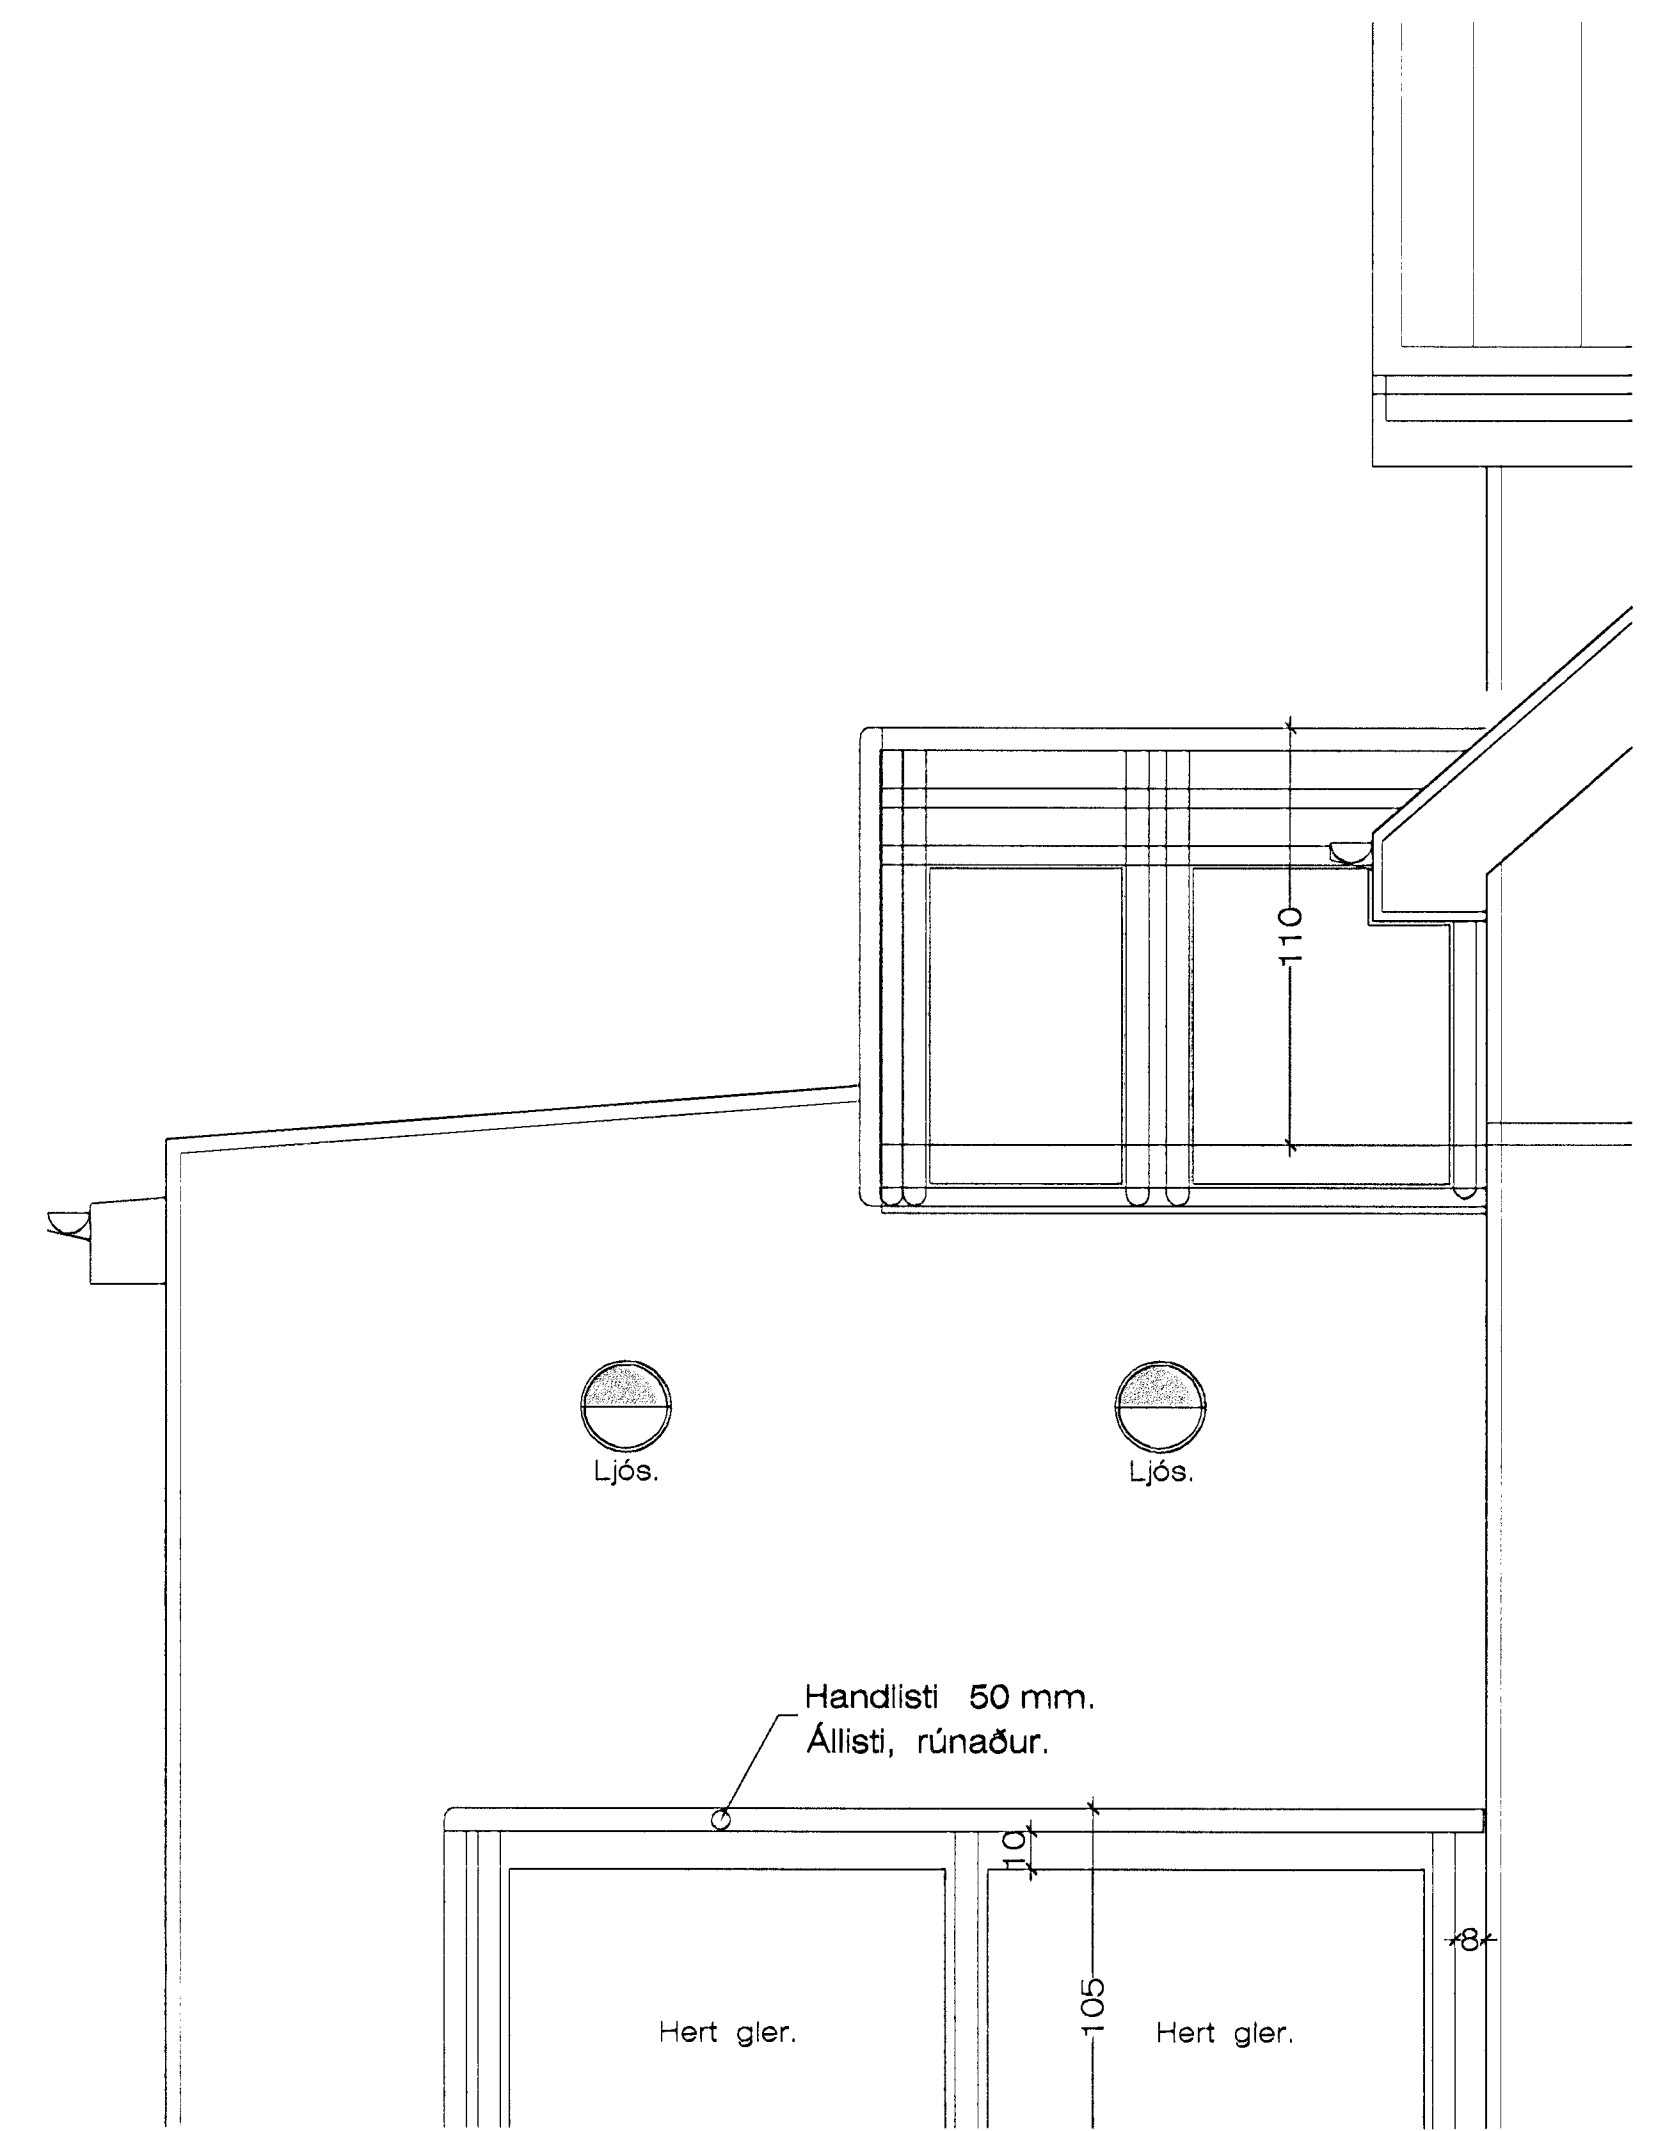 110
Ljós.
Ljós.
Handlisti 50 mm.
Állisti, rúnaður.
10
8
105
Hert gler.
Hert gler.